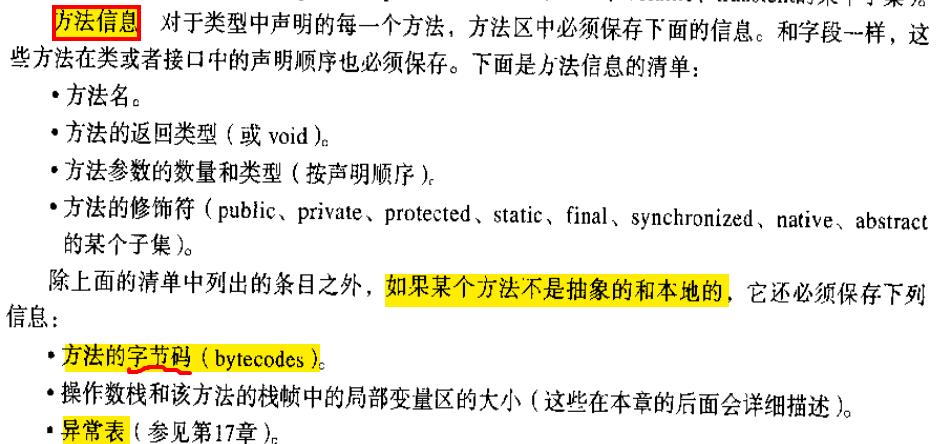 方法信息 对于类型中声明的每一个方法，方法区中必须保存下面的信息。和字段一样，这
些方法在类或者接口中的声明顺序也必须保存。下面是方法信息的清单：
• 方法名。
• 方法的返回类型（或 void）。
• 方法参数的数量和类型（按声明顺序）。
• 方法的修饰符（public、private、protected、static、final、synchronized、native、abstract
的某个子集）。
除上面的清单中列出的条目之外，如果某个方法不是抽象的和本地的，它还必须保存下列
信息：
• 方法的字节码（bytecodes）。
• 操作数栈和该方法的栈帧中的局部变量区的大小（这些在本章的后面会详细描述）。
• 异常表（参见第17章）。